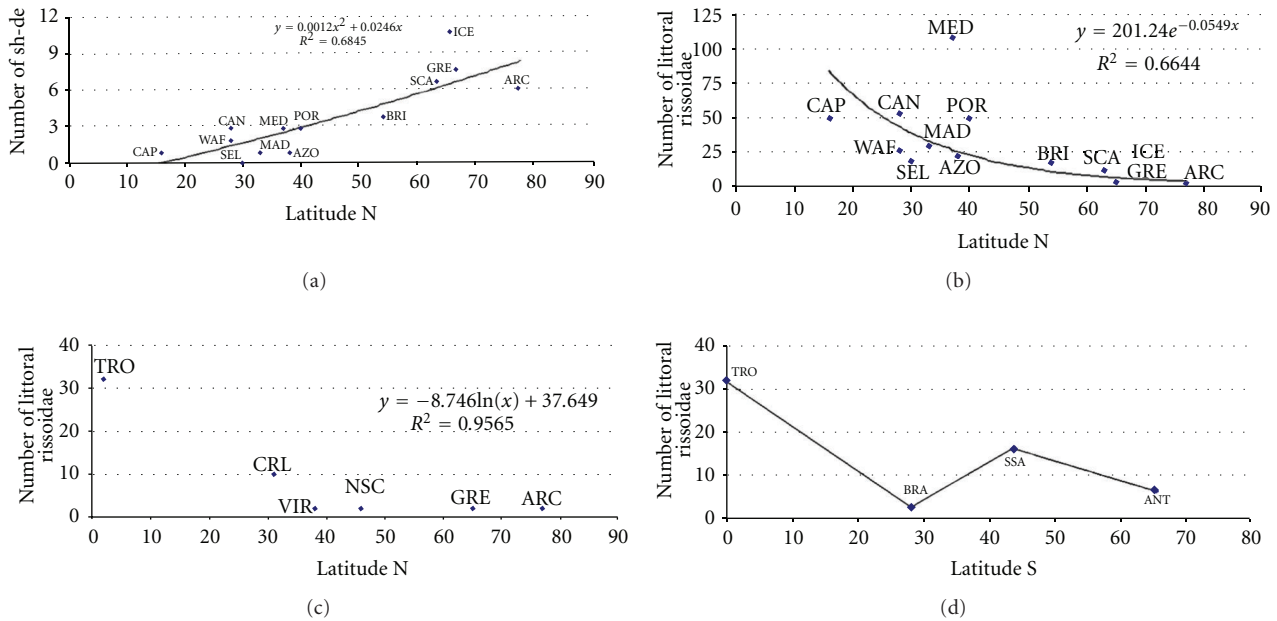 Number of sh-de
12
9
6
3
0
y = 0.0012x² + 0.0246x
R² = 0.6845
ICE
GRE
SCA
ARC
CAN
MED
POR
BRI
WAF
MAD
CAP
SEL
AZO
0 10 20 30 40 50 60 70 80 90
Latitude N
(a)
Number of littoral
rissoidae
125
100
75
50
25
0
MED
y = 201.24e^{−0.0549x}
R² = 0.6644
CAP
CAN
POR
MAD
WAF
BRI
ICE
SCA
SEL
AZO
GRE
ARC
0 10 20 30 40 50 60 70 80 90
Latitude N
(b)
Number of littoral
rissoidae
40
30
20
10
0
TRO
y = −8.746ln(x) + 37.649
R² = 0.9565
CRL
VIR
NSC
GRE
ARC
0 10 20 30 40 50 60 70 80 90
Latitude N
(c)
Number of littoral
rissoidae
40
30
20
10
0
TRO
BRA
SSA
ANT
0 10 20 30 40 50 60 70 80
Latitude S
(d)